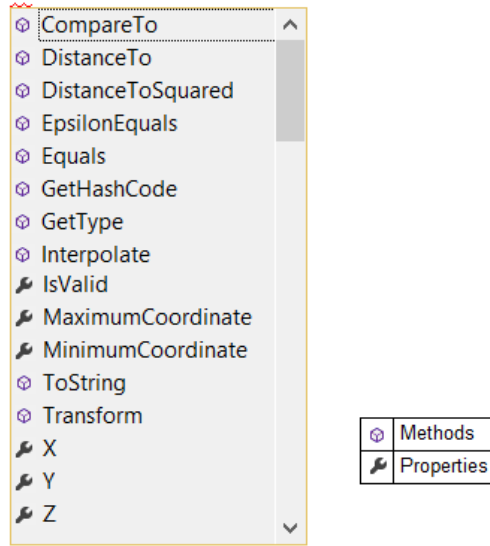 CompareTo
DistanceTo
DistanceToSquared
EpsilonEquals
Equals
GetHashCode
GetType
Interpolate
IsValid
MaximumCoordinate
MinimumCoordinate
ToString
Transform
X
Y
Z
Methods
Properties